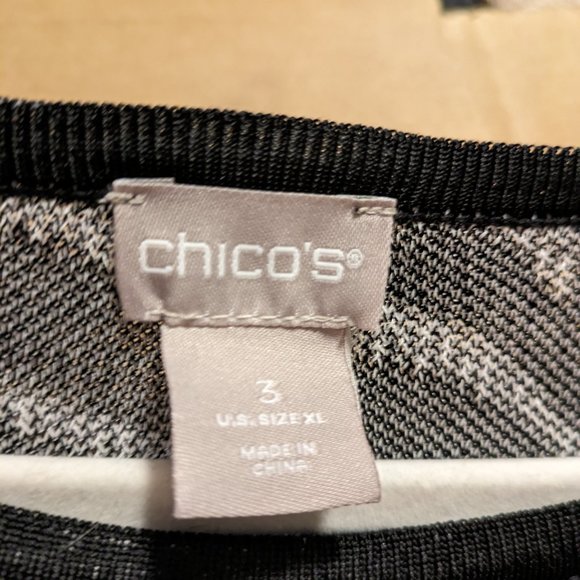 chico's®
3
U.S. SIZE XL
MADE IN
CHINA